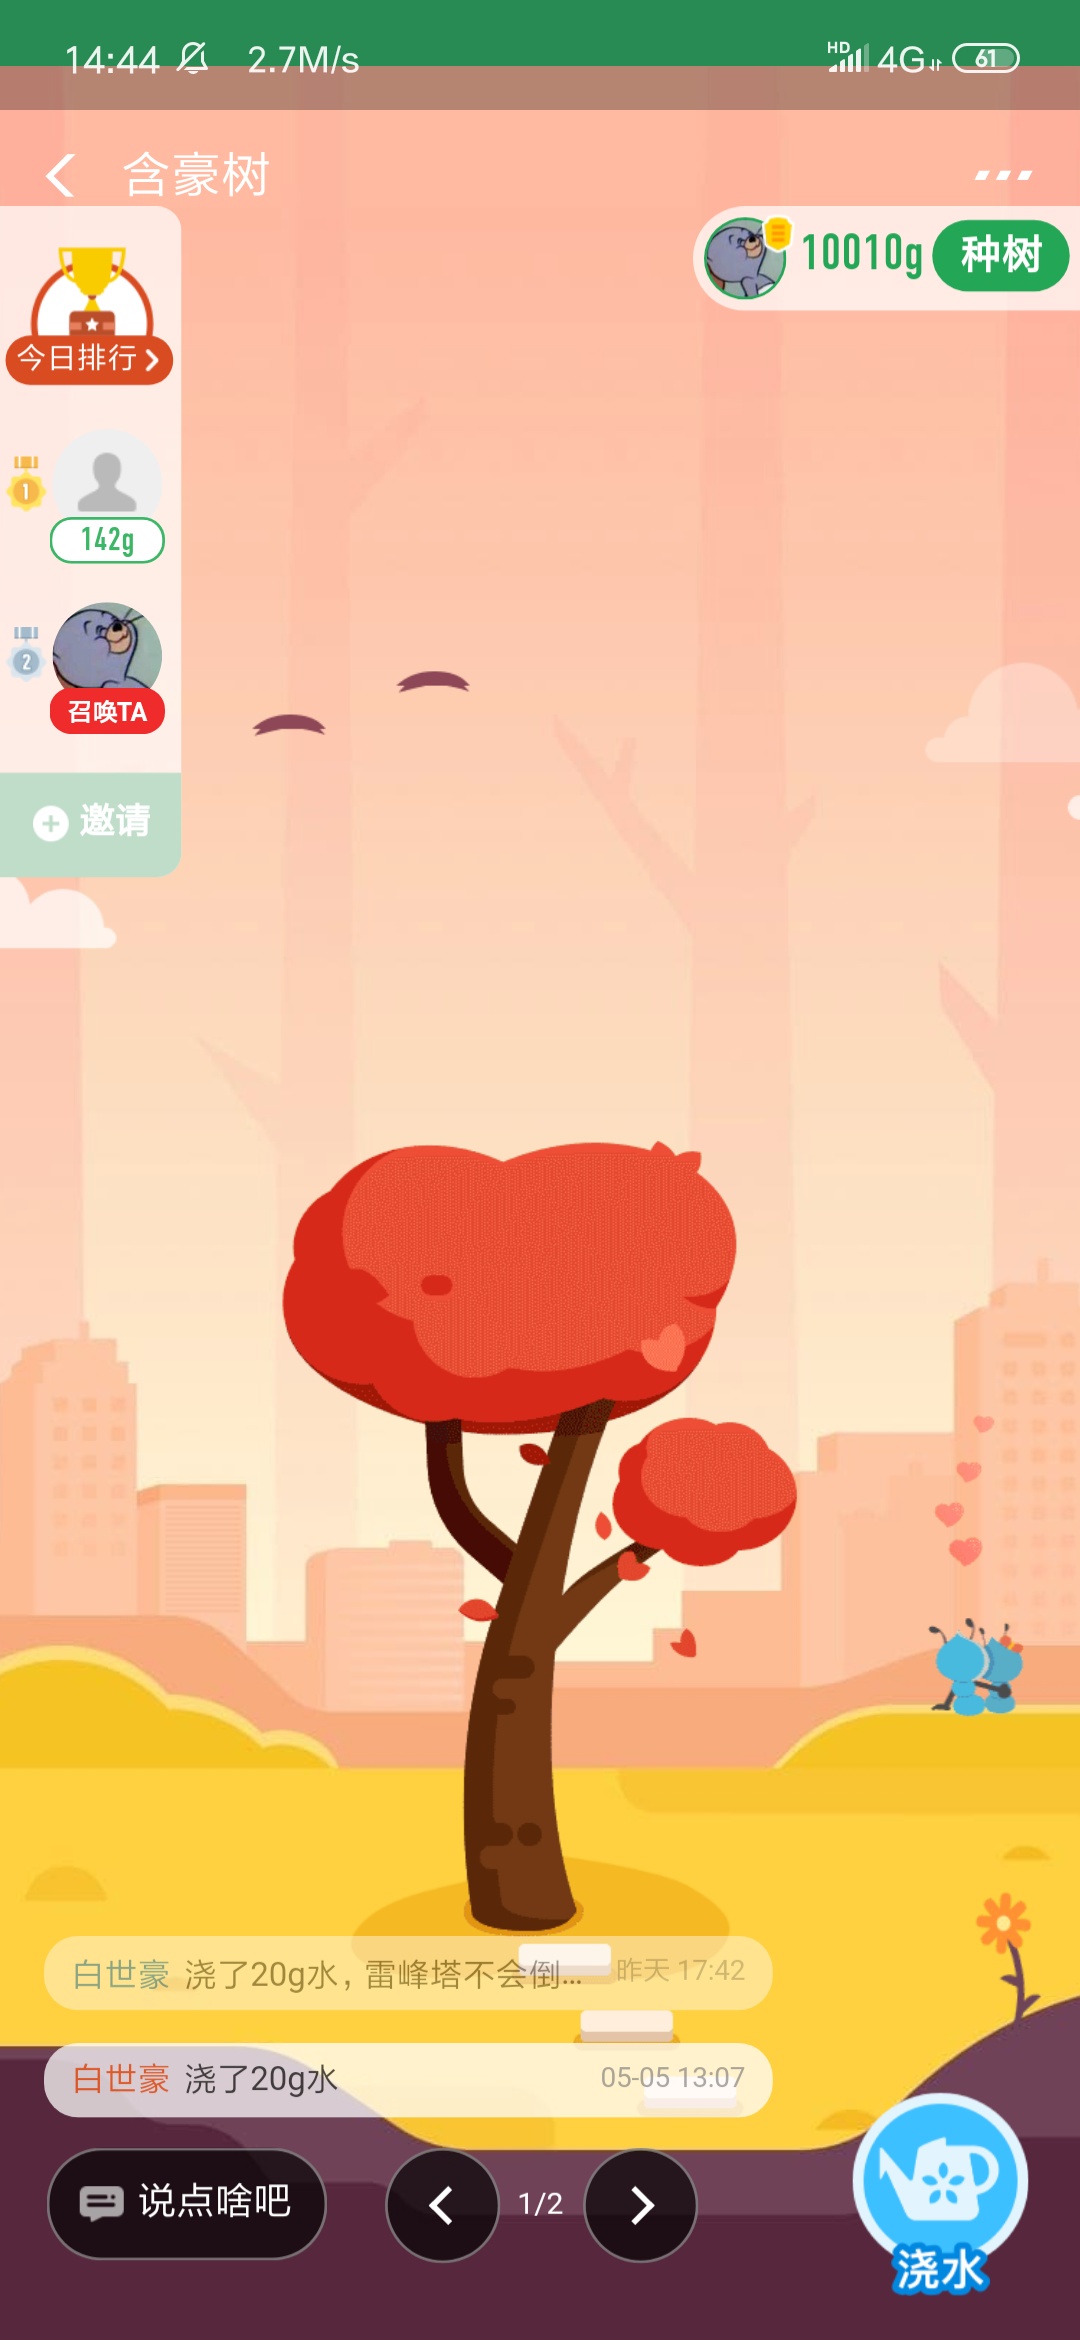 14:44 2.7M/s HD 4G 61
含豪树
10010g 种树
今日排行
1
142g
2
召唤TA
邀请
白世豪 浇了20g水，雷峰塔不会倒... 昨天 17:42
白世豪 浇了20g水 05-05 13:07
说点啥吧 1/2
浇水